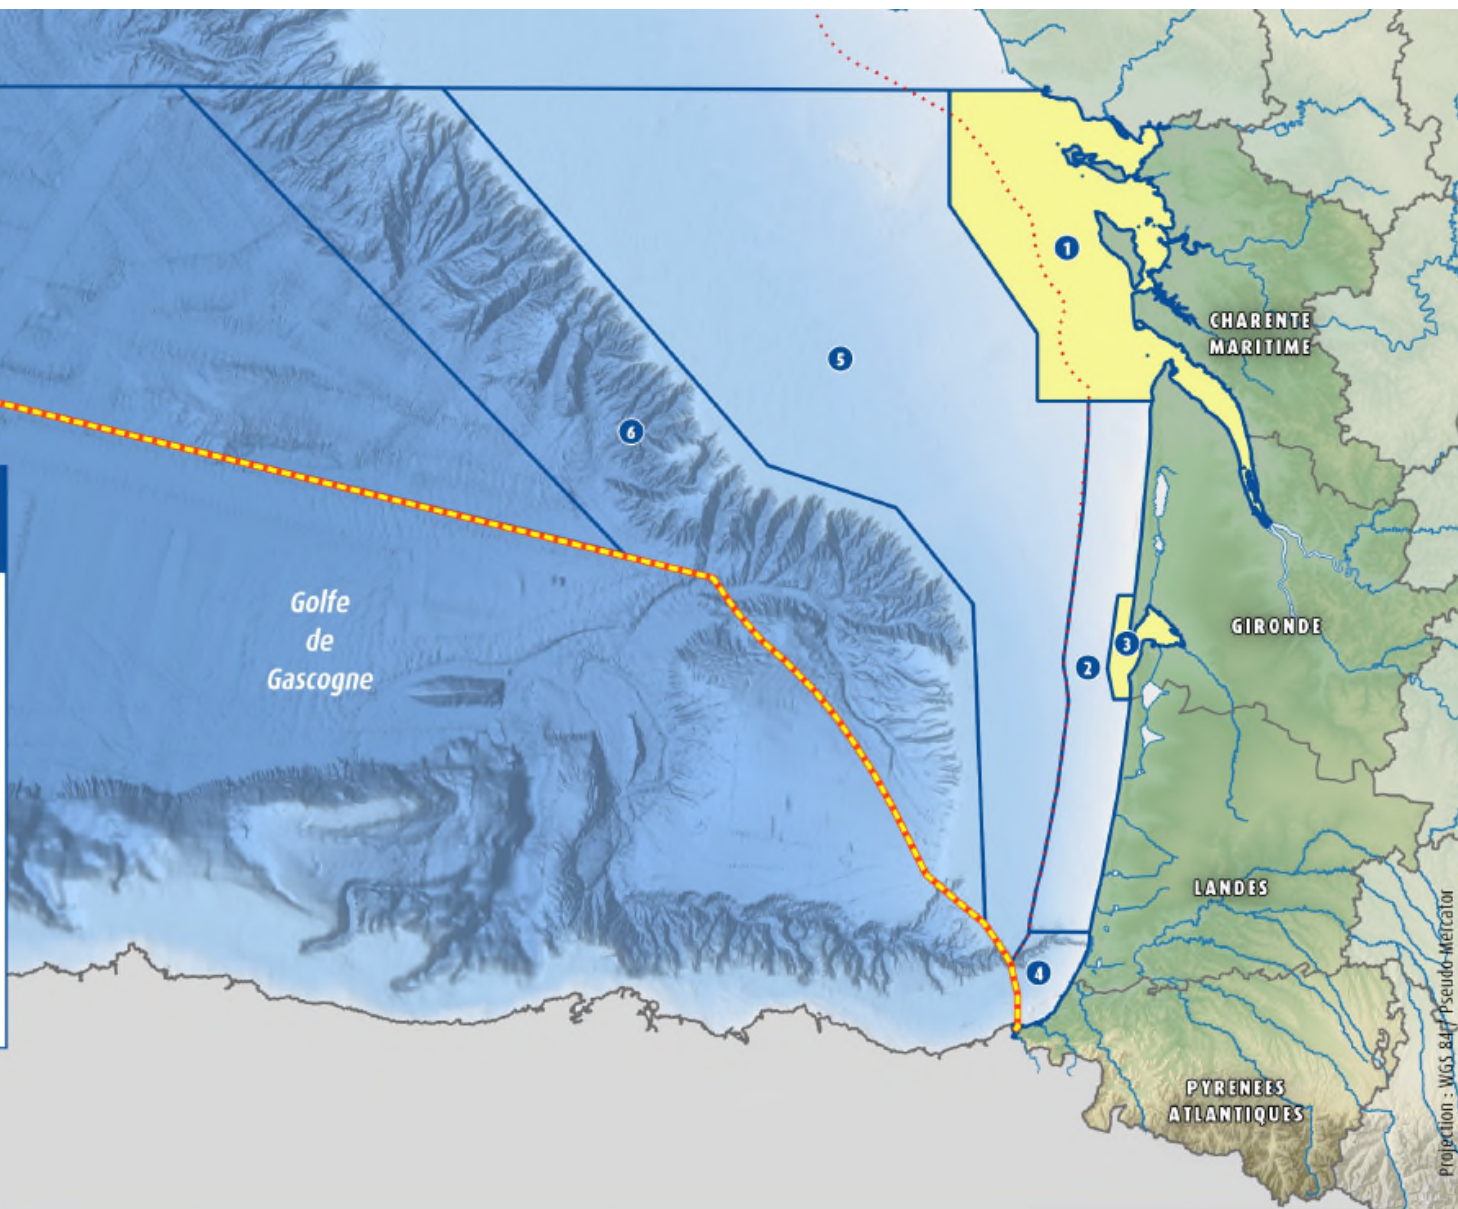 1
CHARENTE
MARITIME
5
6
Golfe
de
Gascogne
GIRONDE
3
2
LANDES
4
PYRENEES
ATLANTIQUES
Projection : WGS 84 / Pseudo Mercator